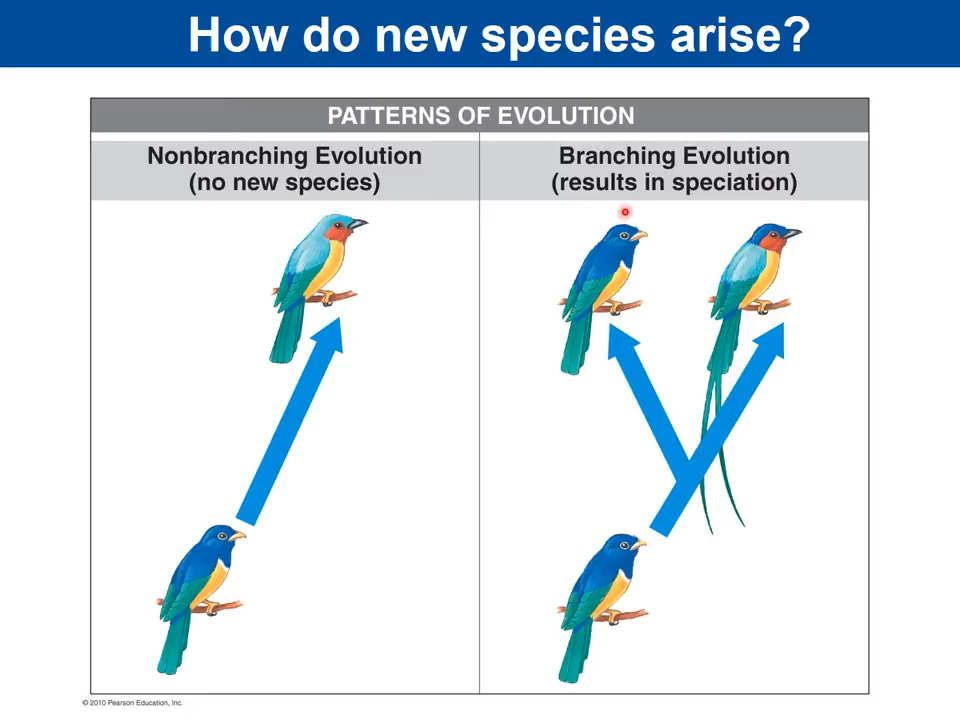 How do new species arise?
PATTERNS OF EVOLUTION
Nonbranching Evolution
(no new species)
Branching Evolution
(results in speciation)
© 2010 Pearson Education, Inc.